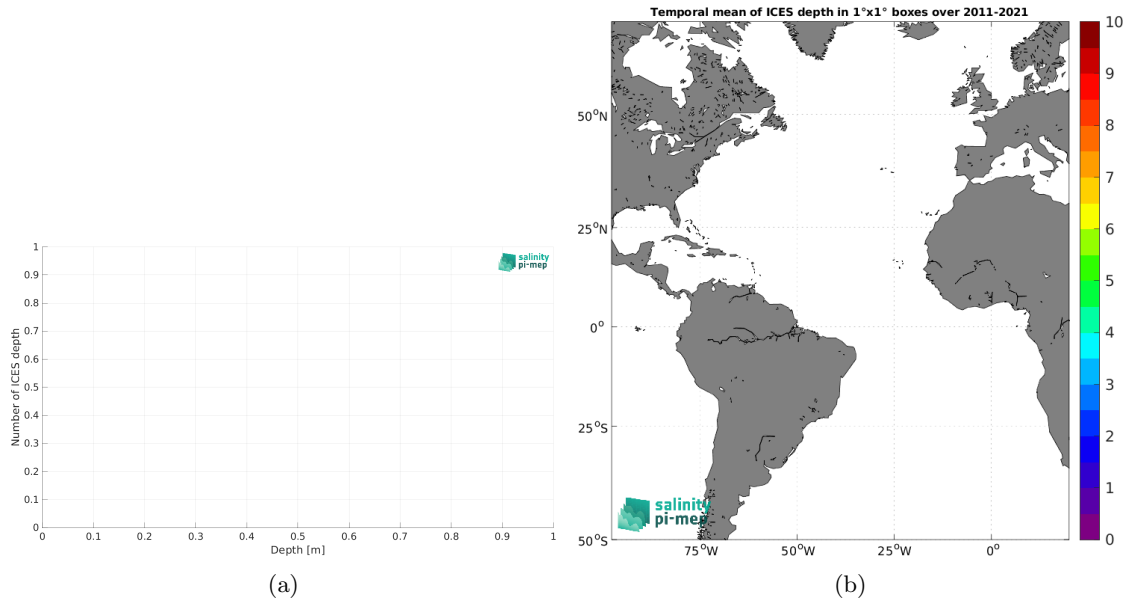 Temporal mean of ICES depth in 1°x1° boxes over 2011-2021
10
9
8
7
6
5
4
3
2
1
0
50°N
25°N
0°
25°S
50°S
75°W
50°W
25°W
0°
salinity
pi-mep
1
0.9
0.8
0.7
0.6
0.5
0.4
0.3
0.2
0.1
0
Number of ICES depth
0
0.1
0.2
0.3
0.4
0.5
0.6
0.7
0.8
0.9
1
Depth [m]
salinity
pi-mep
(a)
(b)